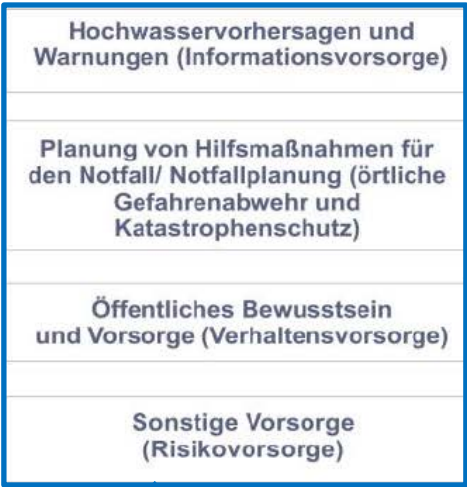 Hochwasservorhersagen und
Warnungen (Informationsvorsorge)
Planung von Hilfsmaßnahmen für
den Notfall/ Notfallplanung (örtliche
Gefahrenabwehr und
Katastrophenschutz)
Öffentliches Bewusstsein
und Vorsorge (Verhaltensvorsorge)
Sonstige Vorsorge
(Risikovorsorge)